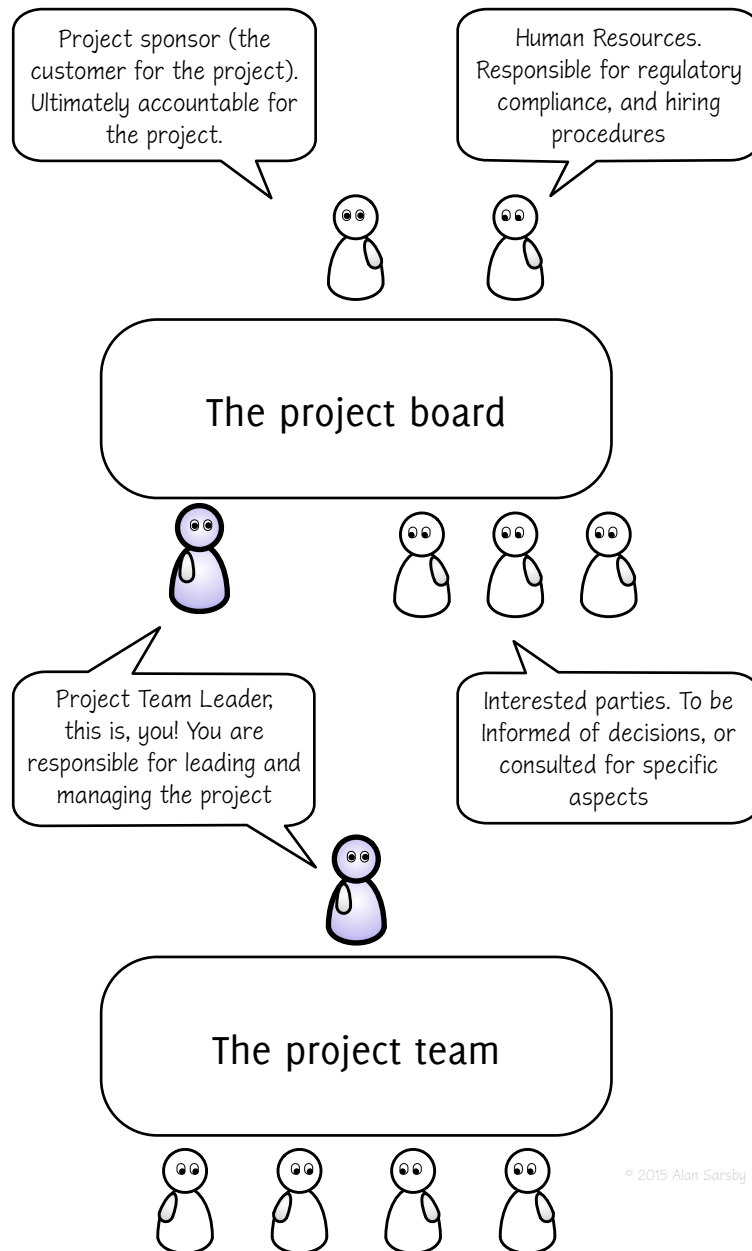 Project sponsor (the
customer for the project).
Ultimately accountable for
the project.
Human Resources.
Responsible for regulatory
compliance, and hiring
procedures
The project board
Project Team Leader,
this is, you! You are
responsible for leading and
managing the project
Interested parties. To be
Informed of decisions, or
consulted for specific
aspects
The project team
© 2015 Alan Sarsby